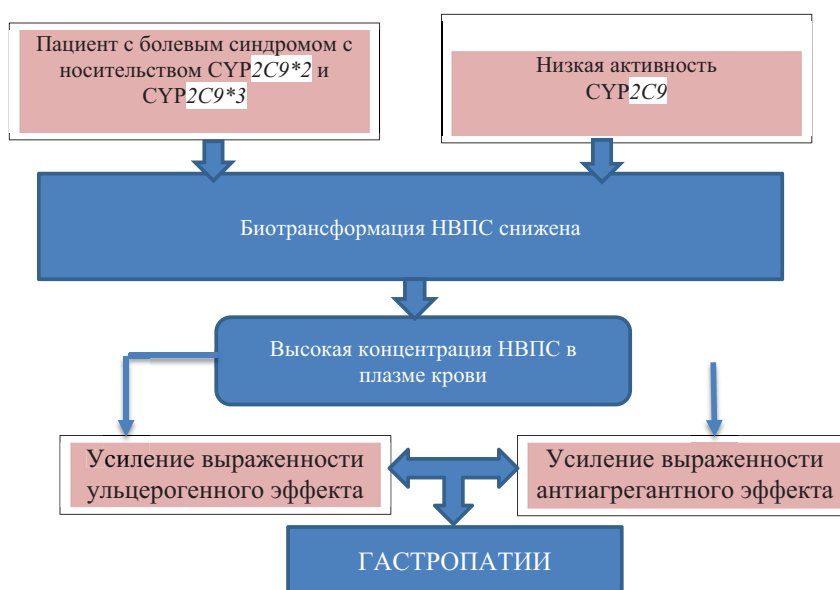 Пациент с болевым синдромом с
носительством CYP2C9*2 и
CYP2C9*3
Низкая активность
CYP2C9
Биотрансформация НВПС снижена
Высокая концентрация НВПС в
плазме крови
Усиление выраженности
ульцерогенного эффекта
Усиление выраженности
антиагрегантного эффекта
ГАСТРОПАТИИ